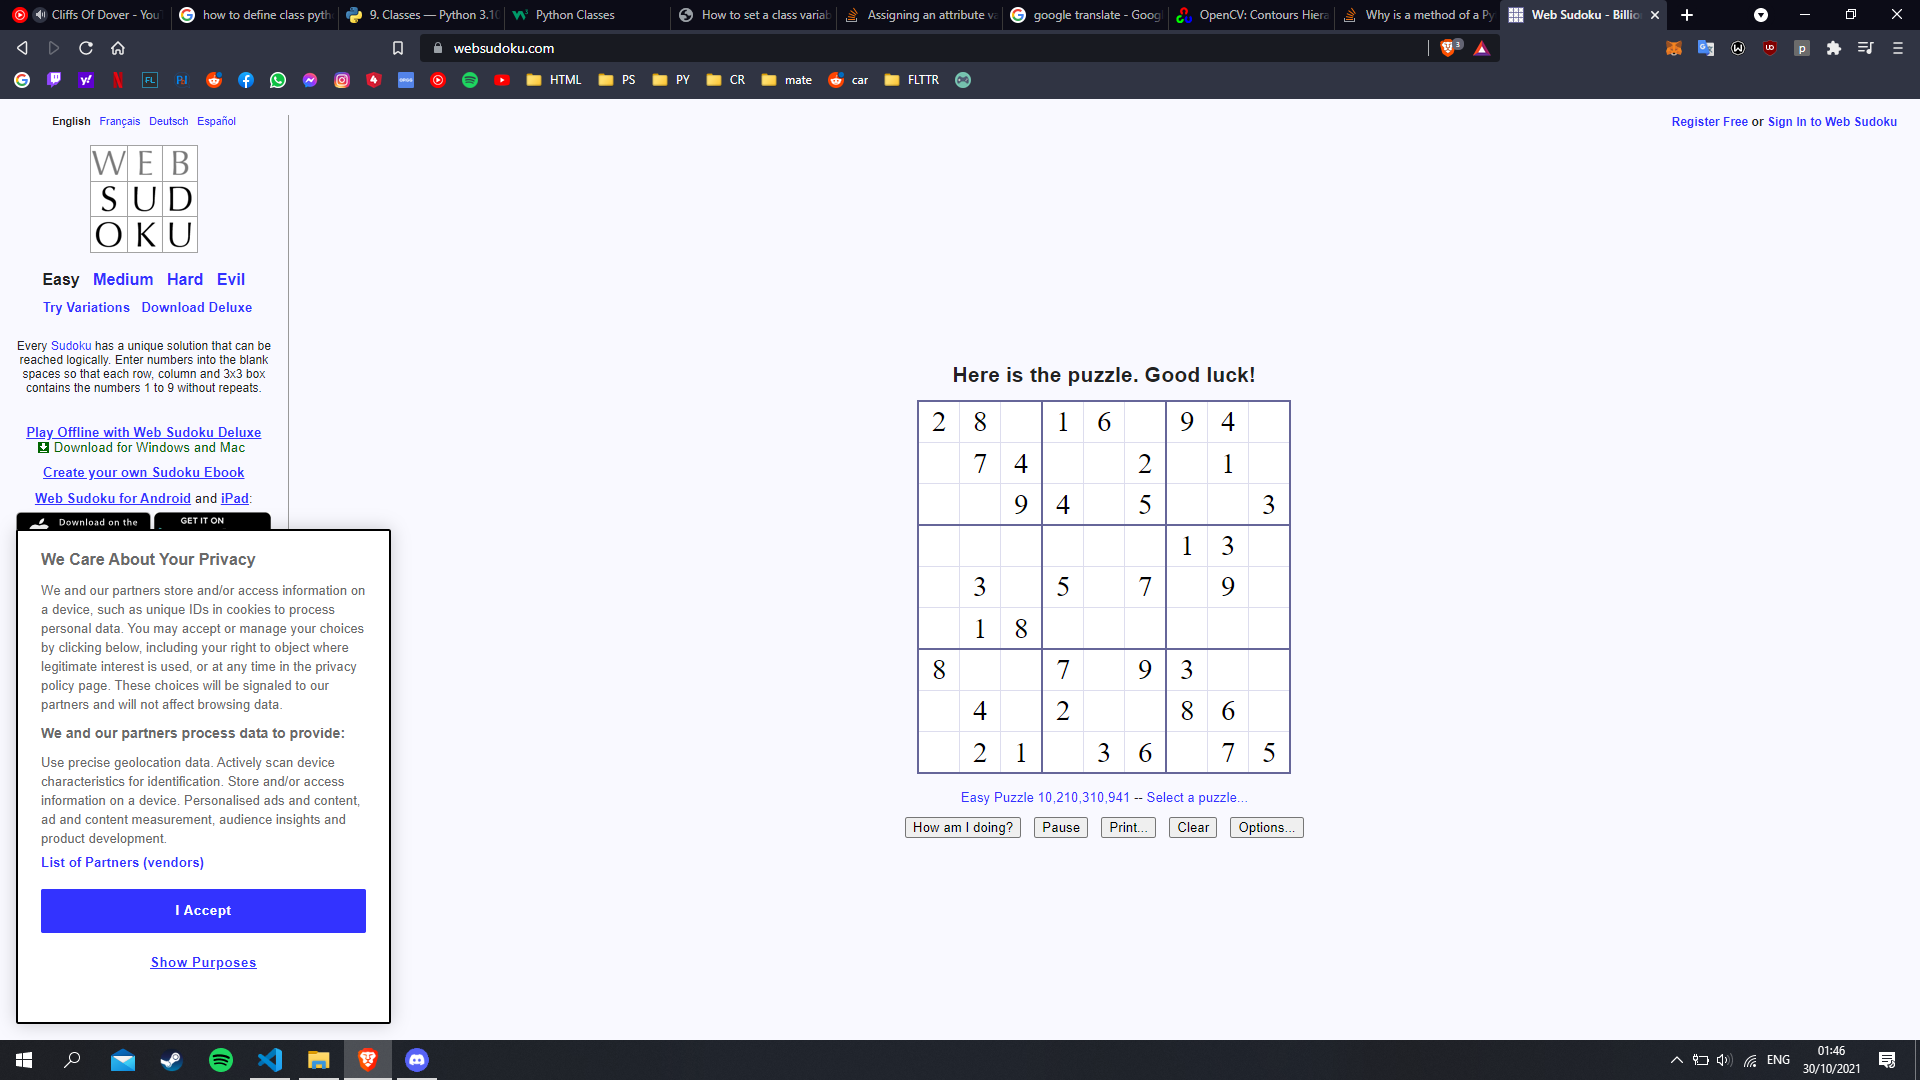 Cliffs Of Dover - YouT
how to define class pyth
9. Classes — Python 3.10
Python Classes
How to set a class variab
Assigning an attribute va
google translate - Googl
OpenCV: Contours Hiera
Why is a method of a Py
Web Sudoku - Billio
websudoku.com
3
HTML
PS
PY
CR
mate
car
FLTTR
English Français Deutsch Español
Register Free or Sign In to Web Sudoku
WEB
SUD
OKU
Easy Medium Hard Evil
Try Variations Download Deluxe
Every Sudoku has a unique solution that can be
reached logically. Enter numbers into the blank
spaces so that each row, column and 3x3 box
contains the numbers 1 to 9 without repeats.
Play Offline with Web Sudoku Deluxe
Download for Windows and Mac
Create your own Sudoku Ebook
Web Sudoku for Android and iPad:
Download on the
GET IT ON
We Care About Your Privacy
We and our partners store and/or access information on
a device, such as unique IDs in cookies to process
personal data. You may accept or manage your choices
by clicking below, including your right to object where
legitimate interest is used, or at any time in the privacy
policy page. These choices will be signaled to our
partners and will not affect browsing data.
We and our partners process data to provide:
Use precise geolocation data. Actively scan device
characteristics for identification. Store and/or access
information on a device. Personalised ads and content,
ad and content measurement, audience insights and
product development.
List of Partners (vendors)
I Accept
Show Purposes
Here is the puzzle. Good luck!
2 8 1 6 9 4
7 4 2 1
9 4 5 3
1 3
3 5 7 9
1 8
8 7 9 3
4 2 8 6
2 1 3 6 7 5
Easy Puzzle 10,210,310,941 -- Select a puzzle...
How am I doing? Pause Print... Clear Options...
ENG
01:46
30/10/2021